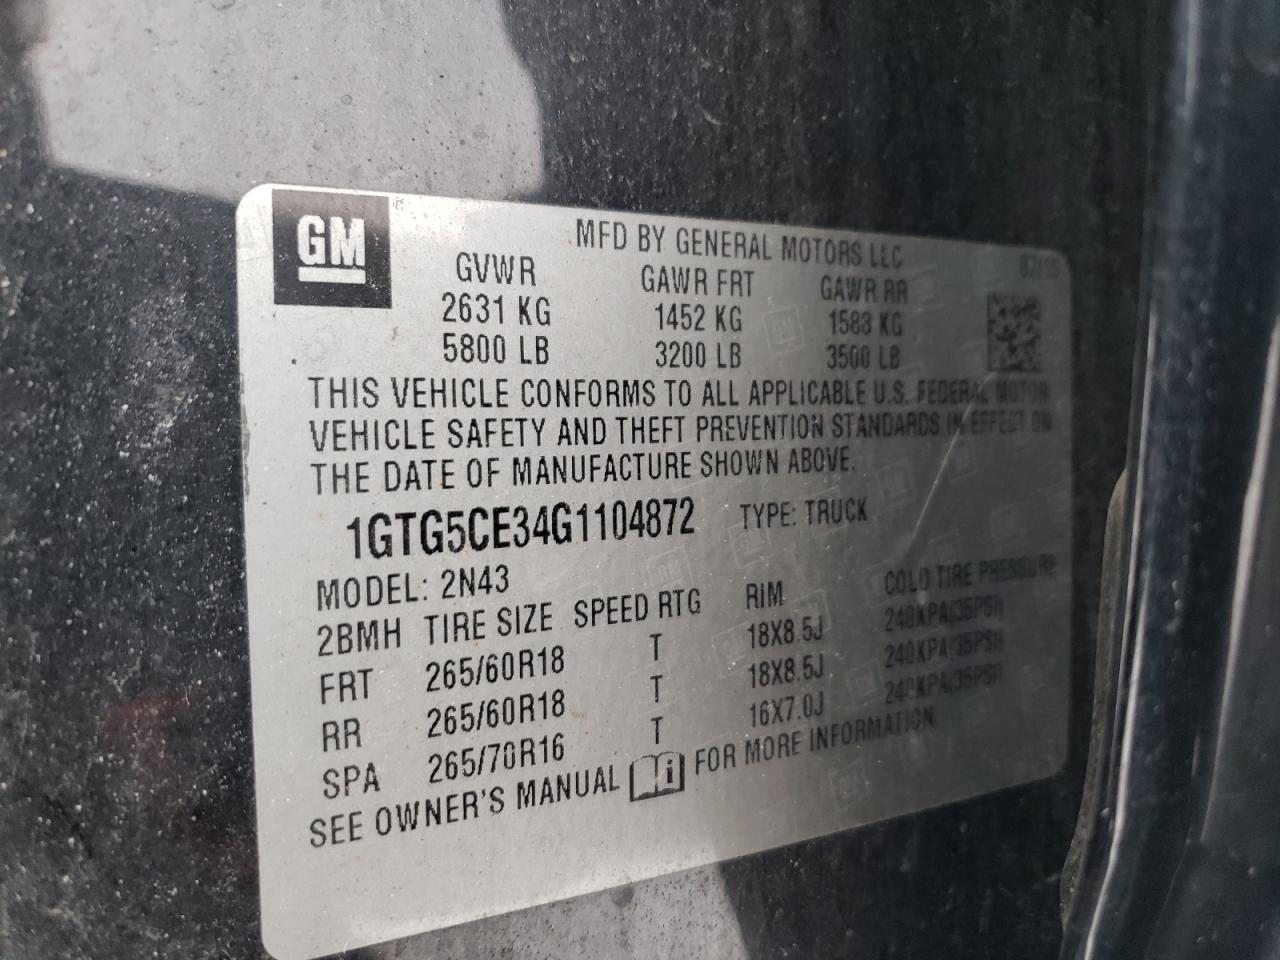 GM
MFD BY GENERAL MOTORS LLC
GVWR GAWR FRT GAWR RR
2631 KG 1452 KG 1583 KG
5800 LB 3200 LB 3500 LB
THIS VEHICLE CONFORMS TO ALL APPLICABLE U.S. FEDERAL MOTOR
VEHICLE SAFETY AND THEFT PREVENTION STANDARDS IN EFFECT ON
THE DATE OF MANUFACTURE SHOWN ABOVE.
1GTG5CE34G1104872 TYPE: TRUCK
MODEL: 2N43
2BMH TIRE SIZE SPEED RTG RIM COLD TIRE PRESSURE
FRT 265/60R18 T 18X8.5J 240KPA(35PSI)
RR 265/60R18 T 18X8.5J 240KPA(35PSI)
SPA 265/70R16 T 16X7.0J 240KPA(35PSI)
SEE OWNER'S MANUAL FOR MORE INFORMATION